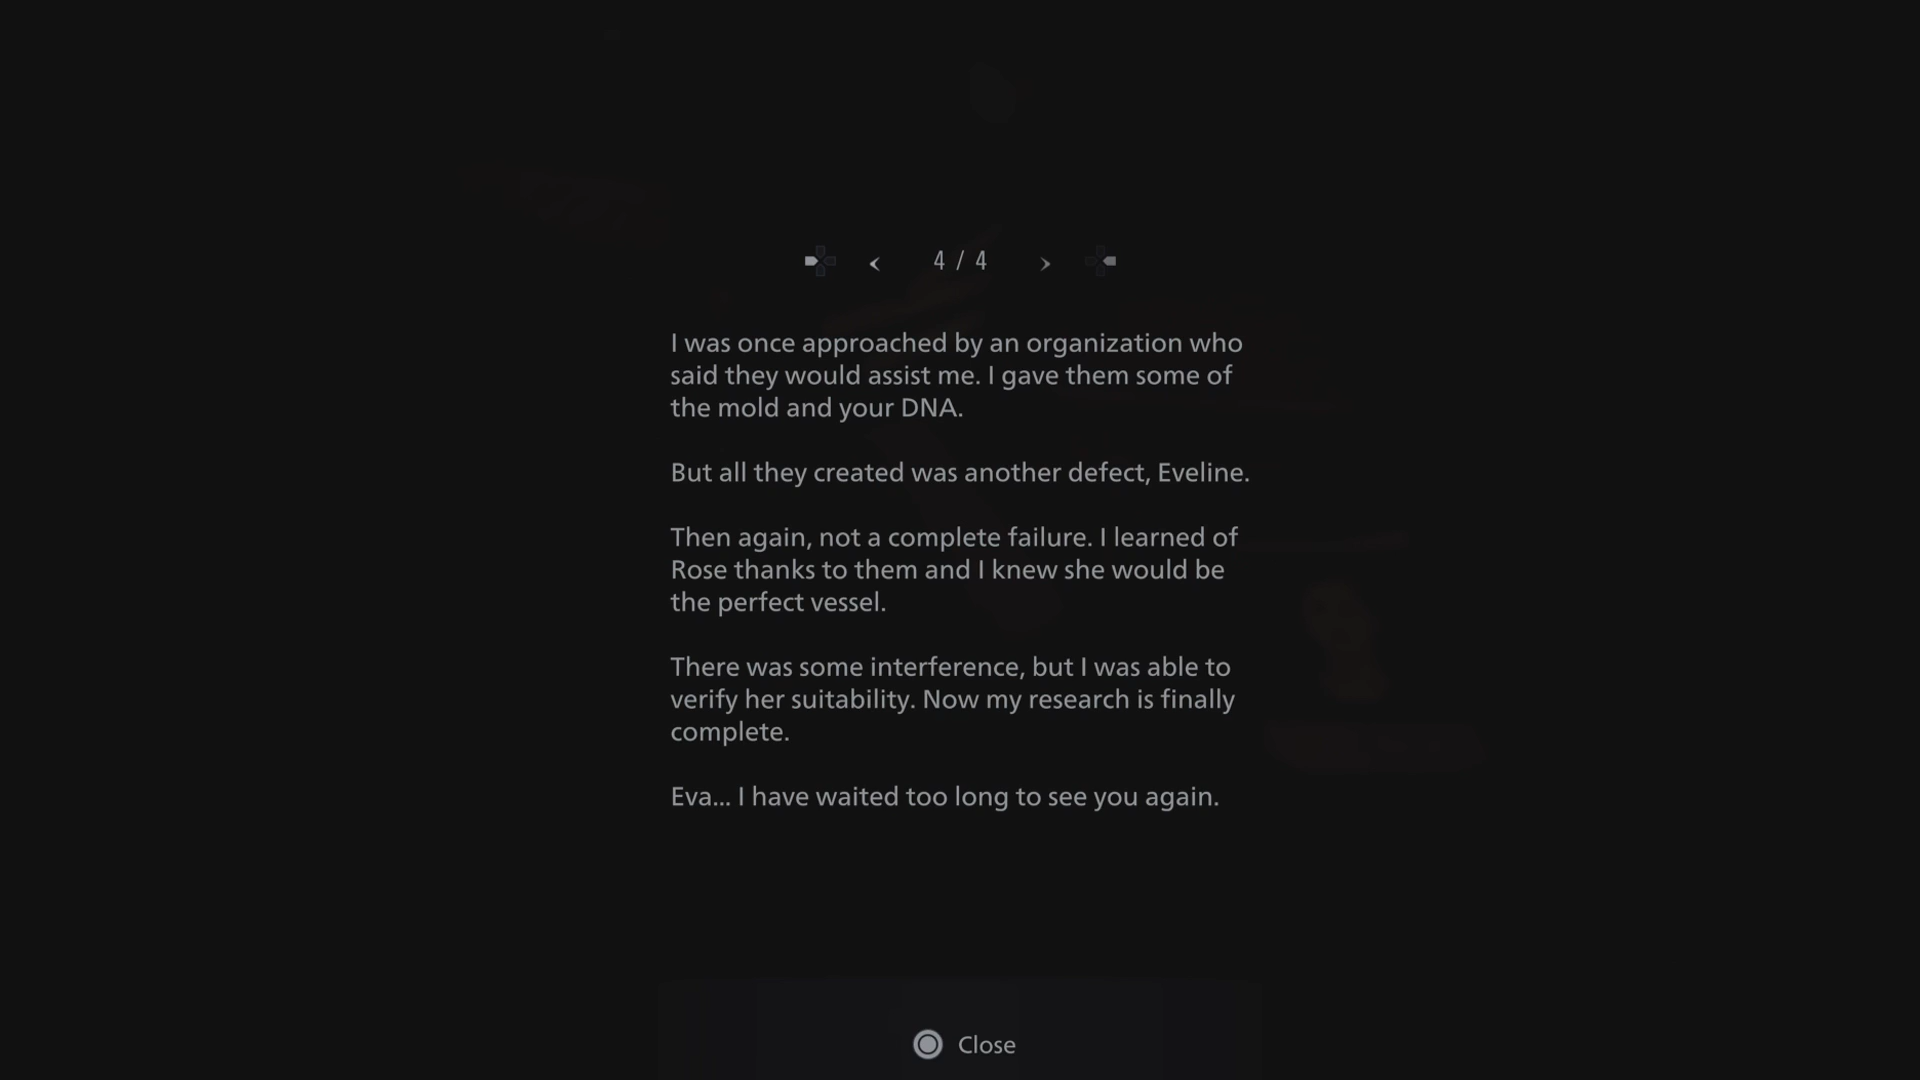 < 4 / 4 >
I was once approached by an organization who
said they would assist me. I gave them some of
the mold and your DNA.
But all they created was another defect, Eveline.
Then again, not a complete failure. I learned of
Rose thanks to them and I knew she would be
the perfect vessel.
There was some interference, but I was able to
verify her suitability. Now my research is finally
complete.
Eva... I have waited too long to see you again.
Close